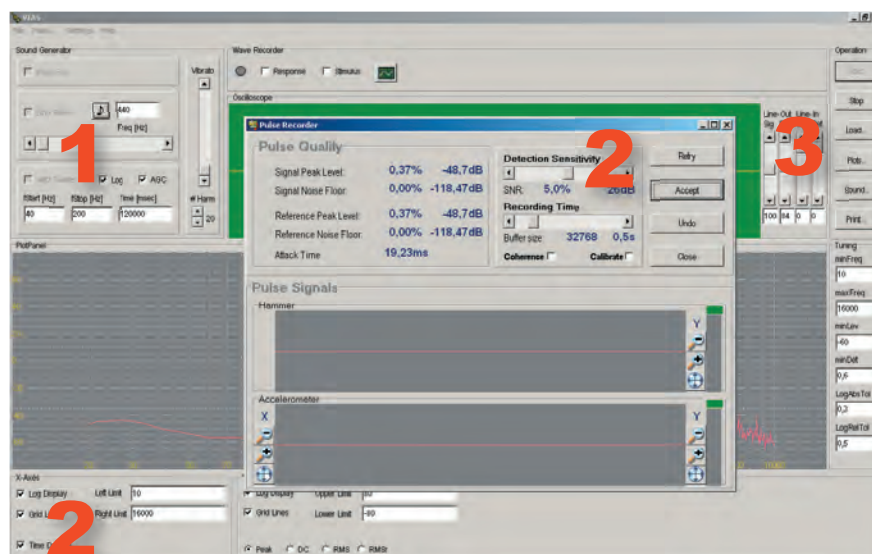 VIAS
Sound Generator
Vibrato
Wave Recorder
Response
Stimulus
Operation
Stop
Load...
Plots...
Sound...
Print...
440
Freq [Hz]
Log
AGC
fStart [Hz]
fStop [Hz]
Time [msec]
# Harm
40
200
120000
20
Oscilloscope
Line-Out
Line-In
100
84
0
0
1
2
3
Pulse Recorder
Pulse Quality
Signal Peak Level:
0,37%
-48,7dB
Signal Noise Floor:
0,00%
-118,47dB
Reference Peak Level:
0,37%
-48,7dB
Reference Noise Floor:
0,00%
-118,47dB
Attack Time
19,23ms
Detection Sensitivity
SNR:
5,0%
26dB
Recording Time
Buffer size:
32768
0,5s
Coherence
Calibrate
Retry
Accept
Undo
Close
PlotPanel
Pulse Signals
Hammer
Y
Accelerometer
X
Y
Tuning
minFreq
10
maxFreq
16000
minLev
-60
minDet
0,6
LogAbsTol
0,2
LogRelTol
0,5
X-Axes
Log Display
Left Limit
10
Right Limit
16000
2
Log Display
Upper Limit
Grid Lines
Lower Limit
-80
Peak
DC
RMS